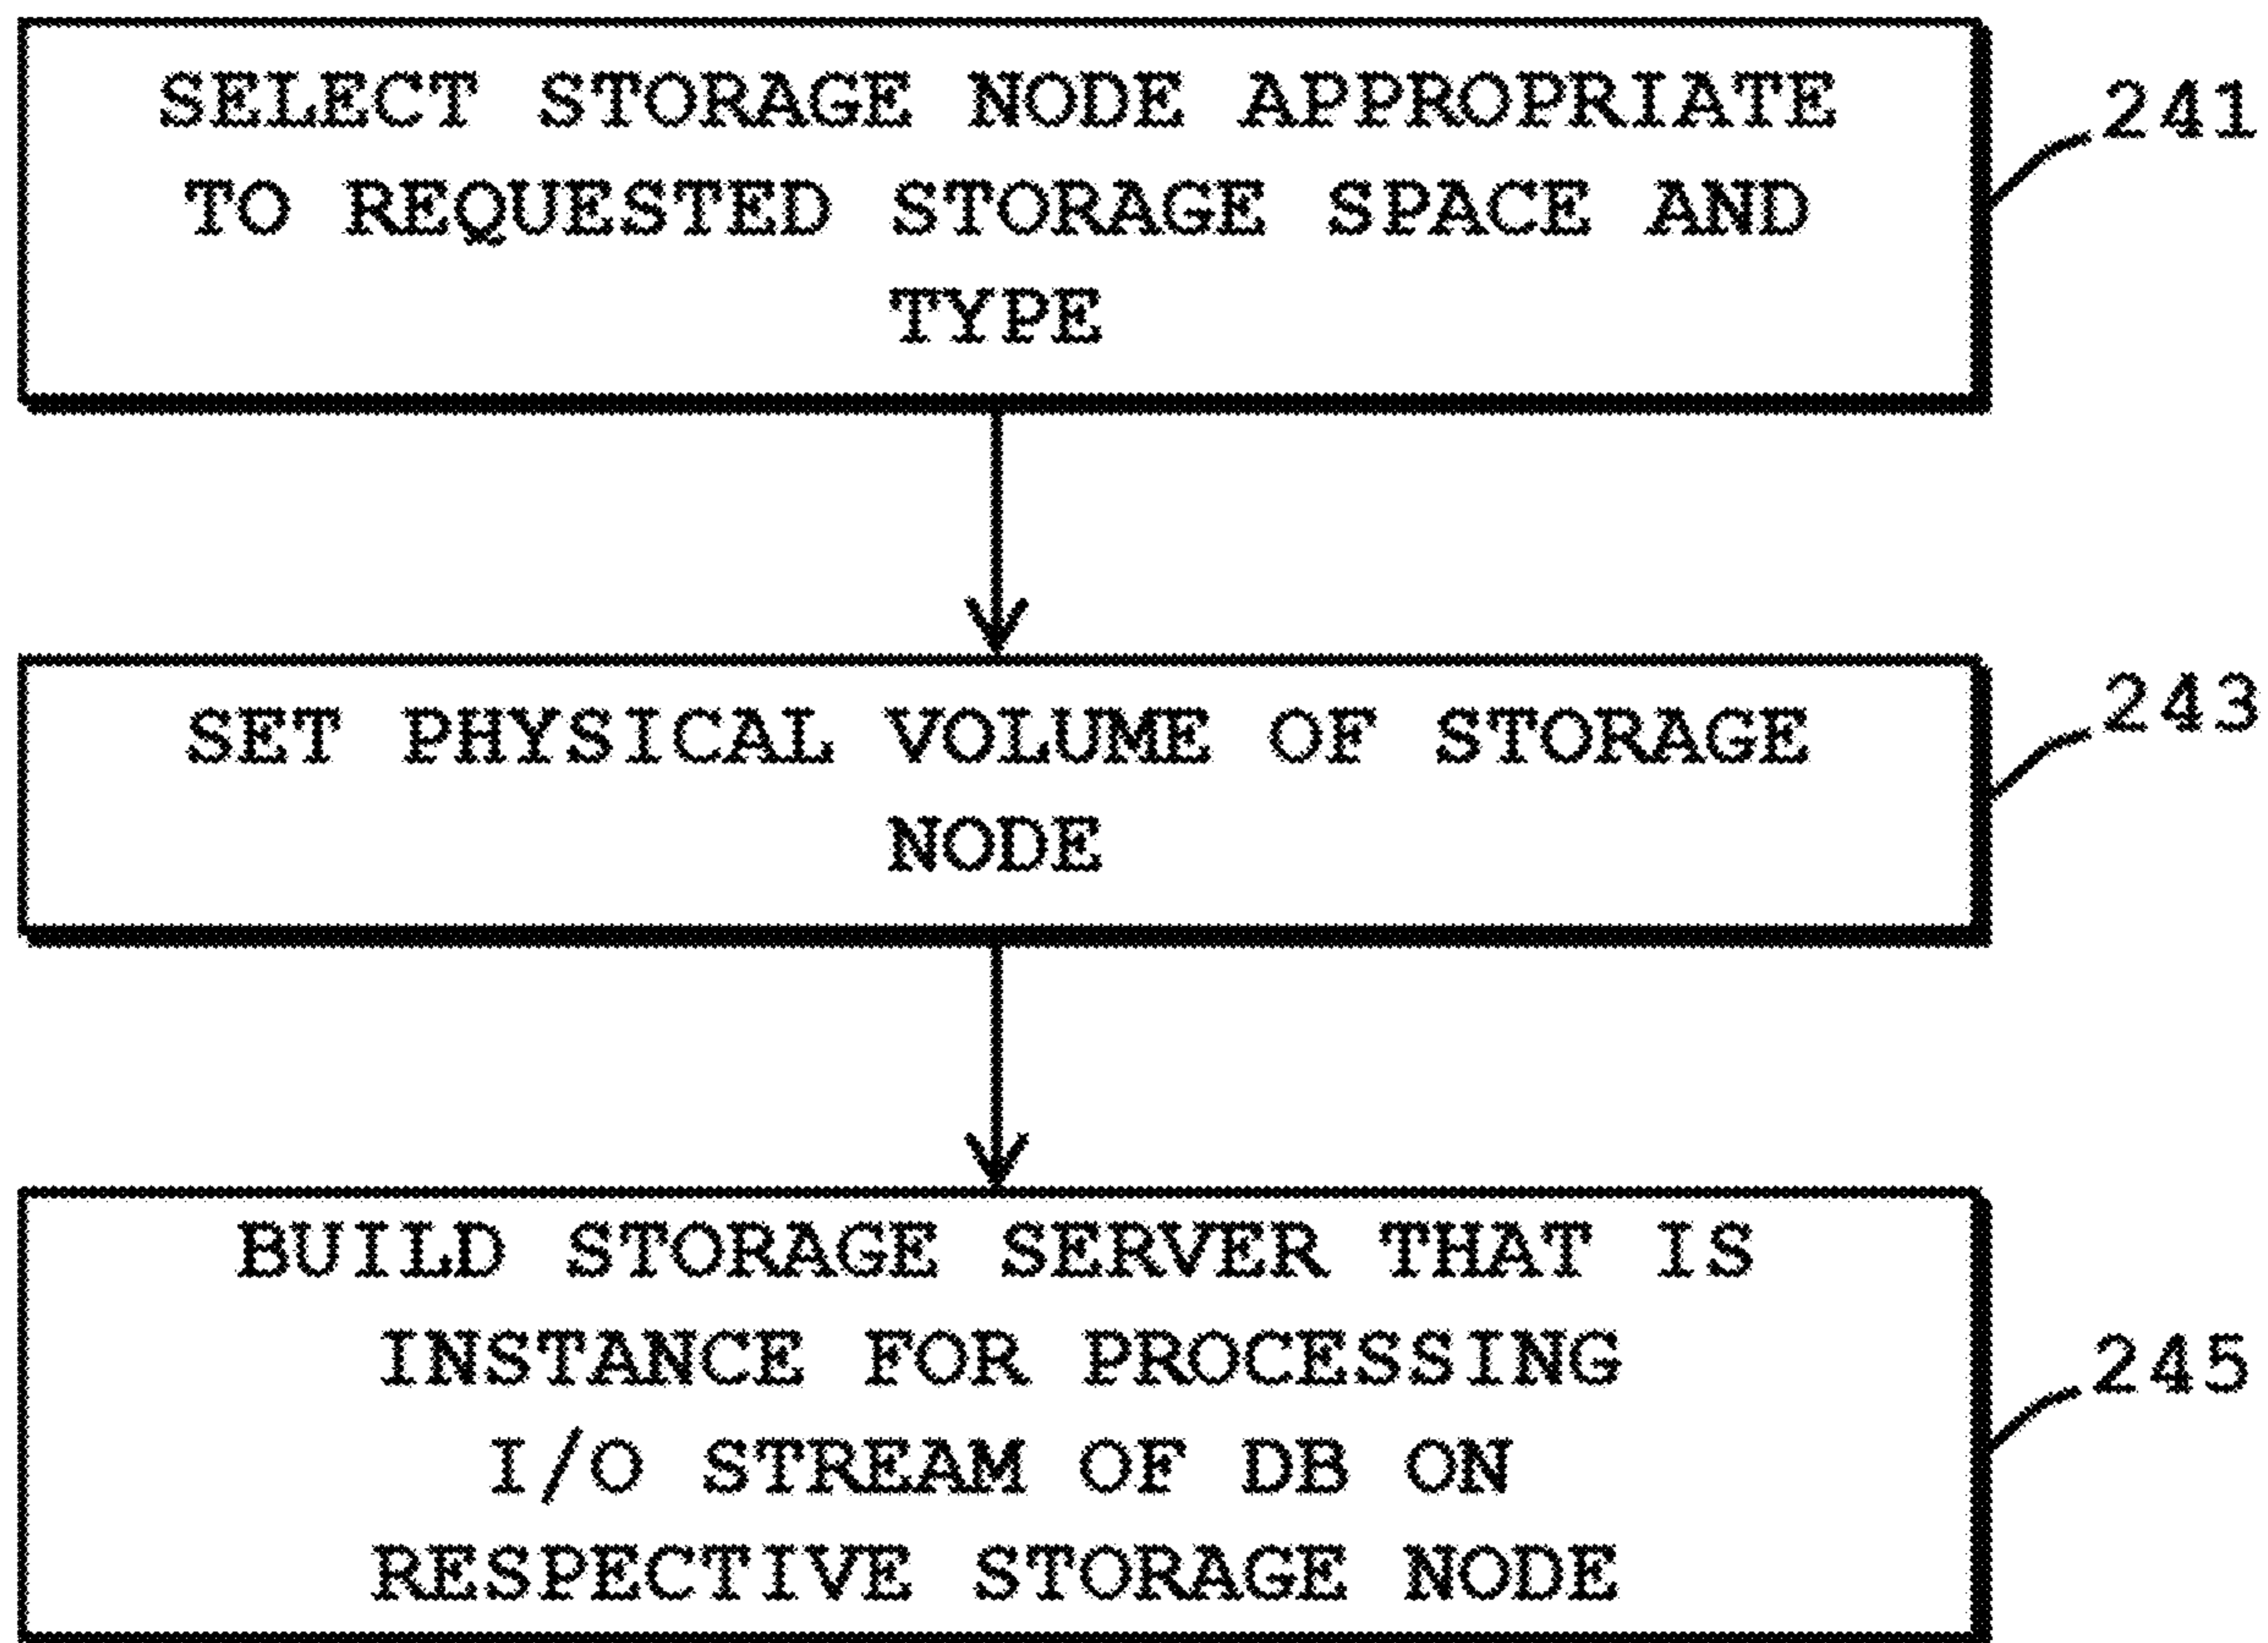 SELECT STORAGE NODE APPROPRIATE
TO REQUESTED STORAGE SPACE AND
TYPE
241
SET PHYSICAL VOLUME OF STORAGE
NODE
243
BUILD STORAGE SERVER THAT IS
INSTANCE FOR PROCESSING
I/O STREAM OF DB ON
RESPECTIVE STORAGE NODE
245